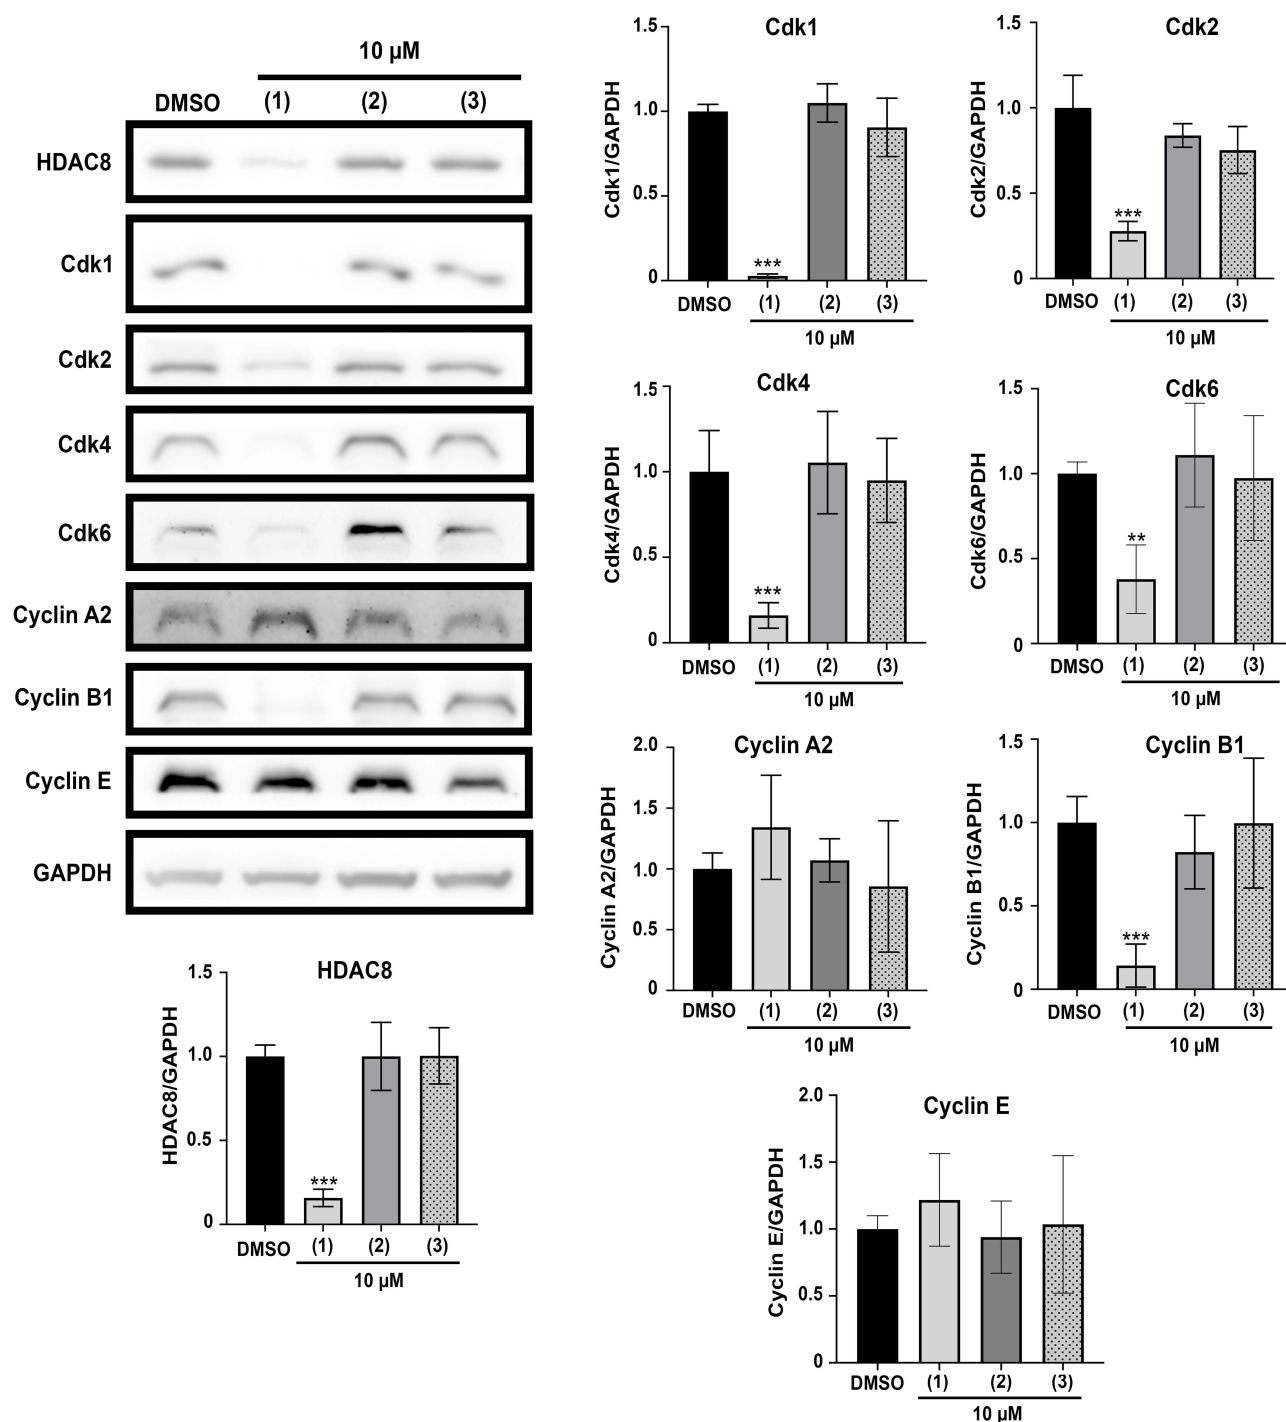 10 µM
DMSO (1) (2) (3)
HDAC8
Cdk1
Cdk2
Cdk4
Cdk6
Cyclin A2
Cyclin B1
Cyclin E
GAPDH
HDAC8
HDAC8/GAPDH
1.5
1.0
0.5
0
***
DMSO (1) (2) (3)
10 µM
Cdk1
Cdk1/GAPDH
1.5
1.0
0.5
0
***
DMSO (1) (2) (3)
10 µM
Cdk2
Cdk2/GAPDH
1.5
1.0
0.5
0
***
DMSO (1) (2) (3)
10 µM
Cdk4
Cdk4/GAPDH
1.5
1.0
0.5
0
***
DMSO (1) (2) (3)
10 µM
Cdk6
Cdk6/GAPDH
1.5
1.0
0.5
0
**
DMSO (1) (2) (3)
10 µM
Cyclin A2
Cyclin A2/GAPDH
2.0
1.5
1.0
0.5
0
DMSO (1) (2) (3)
10 µM
Cyclin B1
Cyclin B1/GAPDH
1.5
1.0
0.5
0
***
DMSO (1) (2) (3)
10 µM
Cyclin E
Cyclin E/GAPDH
2.0
1.5
1.0
0.5
0
DMSO (1) (2) (3)
10 µM